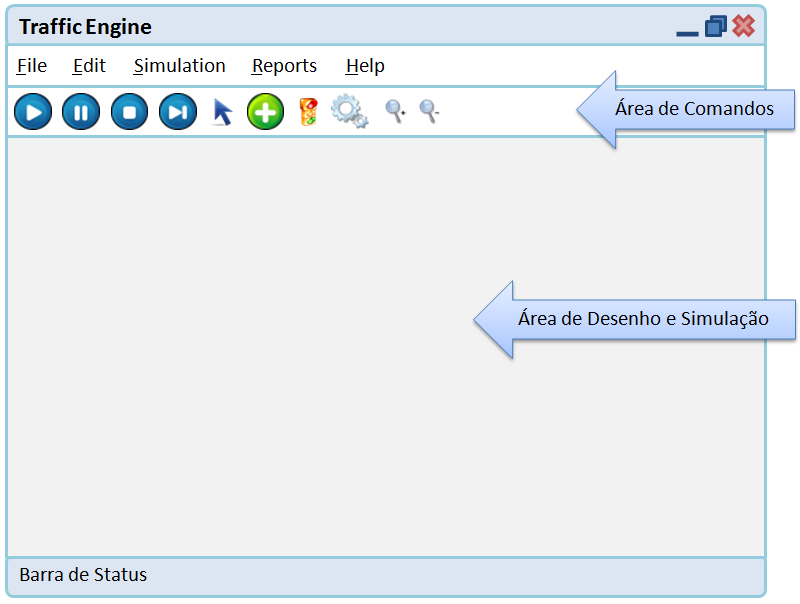 Traffic Engine
File Edit Simulation Reports Help
Área de Comandos
Área de Desenho e Simulação
Barra de Status